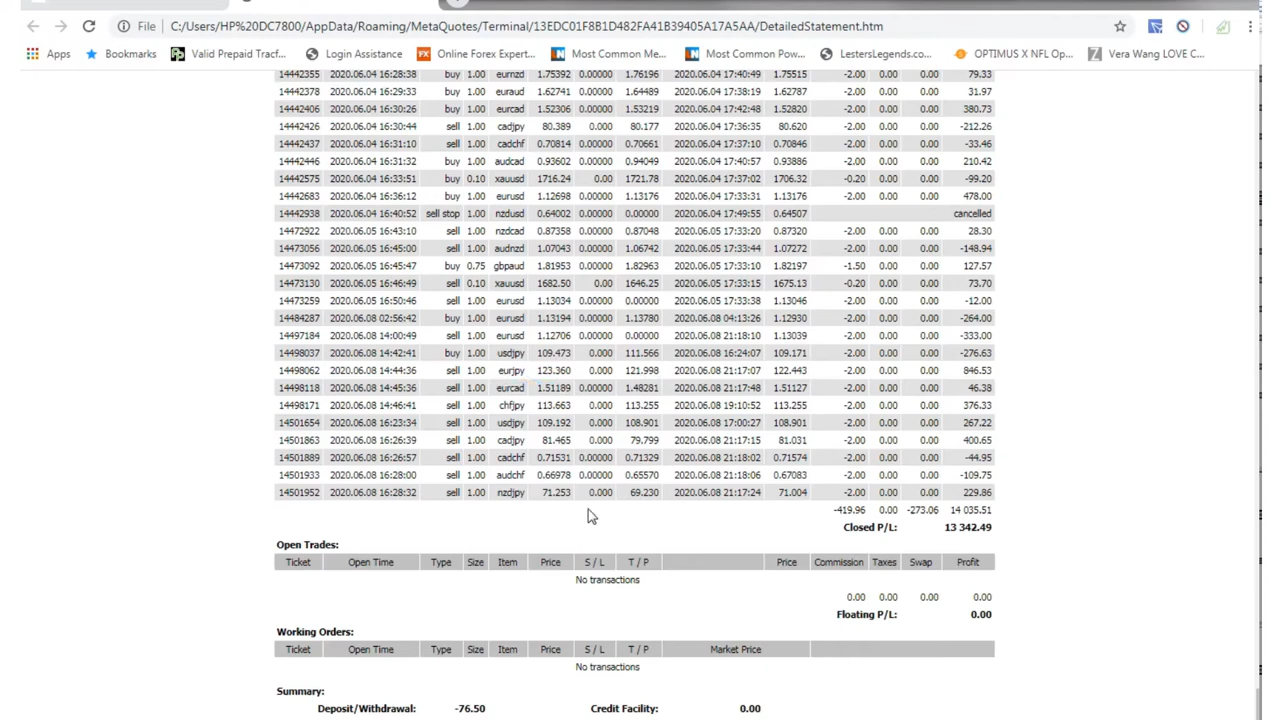 File | C:/Users/HP%20DC7800/AppData/Roaming/MetaQuotes/Terminal/13EDC01F8B1D482FA41B39405A17A5AA/DetailedStatement.htm
Apps Bookmarks Valid Prepaid Tracf... Login Assistance Online Forex Expert... Most Common Me... Most Common Pow... LestersLegends.co... OPTIMUS X NFL Op... Vera Wang LOVE C...
14442355 2020.06.04 16:28:38 buy 1.00 eurnzd 1.75392 0.00000 1.76196 2020.06.04 17:40:49 1.75515 -2.00 0.00 0.00 79.33
14442378 2020.06.04 16:29:33 buy 1.00 euraud 1.62741 0.00000 1.64489 2020.06.04 17:38:19 1.62787 -2.00 0.00 0.00 31.97
14442406 2020.06.04 16:30:26 buy 1.00 eurcad 1.52306 0.00000 1.53219 2020.06.04 17:42:48 1.52820 -2.00 0.00 0.00 380.73
14442426 2020.06.04 16:30:44 sell 1.00 cadjpy 80.389 0.000 80.177 2020.06.04 17:36:35 80.620 -2.00 0.00 0.00 -212.26
14442437 2020.06.04 16:31:10 sell 1.00 cadchf 0.70814 0.00000 0.70661 2020.06.04 17:37:10 0.70846 -2.00 0.00 0.00 -33.46
14442446 2020.06.04 16:31:32 buy 1.00 audcad 0.93602 0.00000 0.94049 2020.06.04 17:40:57 0.93886 -2.00 0.00 0.00 210.42
14442575 2020.06.04 16:33:51 buy 0.10 xauusd 1716.24 0.00 1721.78 2020.06.04 17:37:02 1706.32 -0.20 0.00 0.00 -99.20
14442683 2020.06.04 16:36:12 buy 1.00 eurusd 1.12698 0.00000 1.13176 2020.06.04 17:33:31 1.13176 -2.00 0.00 0.00 478.00
14442938 2020.06.04 16:40:52 sell stop 1.00 nzdusd 0.64002 0.00000 0.00000 2020.06.04 17:49:55 0.64507 cancelled
14472922 2020.06.05 16:43:10 sell 1.00 nzdcad 0.87358 0.00000 0.87048 2020.06.05 17:33:20 0.87320 -2.00 0.00 0.00 28.30
14473056 2020.06.05 16:45:00 sell 1.00 audnzd 1.07043 0.00000 1.06742 2020.06.05 17:33:44 1.07272 -2.00 0.00 0.00 -148.94
14473092 2020.06.05 16:45:47 buy 0.75 gbpaud 1.81953 0.00000 1.82963 2020.06.05 17:33:10 1.82197 -1.50 0.00 0.00 127.57
14473130 2020.06.05 16:46:49 sell 0.10 xauusd 1682.50 0.00 1646.25 2020.06.05 17:33:15 1675.13 -0.20 0.00 0.00 73.70
14473259 2020.06.05 16:50:46 sell 1.00 eurusd 1.13034 0.00000 0.00000 2020.06.05 17:33:38 1.13046 -2.00 0.00 0.00 -12.00
14484287 2020.06.08 02:56:42 buy 1.00 eurusd 1.13194 0.00000 1.13780 2020.06.08 04:13:26 1.12930 -2.00 0.00 0.00 -264.00
14497184 2020.06.08 14:00:49 sell 1.00 eurusd 1.12706 0.00000 0.00000 2020.06.08 21:18:10 1.13039 -2.00 0.00 0.00 -333.00
14498037 2020.06.08 14:42:41 buy 1.00 usdjpy 109.473 0.000 111.566 2020.06.08 16:24:07 109.171 -2.00 0.00 0.00 -276.63
14498062 2020.06.08 14:44:36 sell 1.00 eurjpy 123.360 0.000 121.998 2020.06.08 21:17:07 122.443 -2.00 0.00 0.00 846.53
14498118 2020.06.08 14:45:36 sell 1.00 eurcad 1.51189 0.00000 1.48281 2020.06.08 21:17:48 1.51127 -2.00 0.00 0.00 46.38
14498171 2020.06.08 14:46:41 sell 1.00 chfjpy 113.663 0.000 113.255 2020.06.08 19:10:52 113.255 -2.00 0.00 0.00 376.33
14501654 2020.06.08 16:23:34 sell 1.00 usdjpy 109.192 0.000 108.901 2020.06.08 17:00:27 108.901 -2.00 0.00 0.00 267.22
14501863 2020.06.08 16:26:39 sell 1.00 cadjpy 81.465 0.000 79.799 2020.06.08 21:17:15 81.031 -2.00 0.00 0.00 400.65
14501889 2020.06.08 16:26:57 sell 1.00 cadchf 0.71531 0.00000 0.71329 2020.06.08 21:18:02 0.71574 -2.00 0.00 0.00 -44.95
14501933 2020.06.08 16:28:00 sell 1.00 audchf 0.66978 0.00000 0.65570 2020.06.08 21:18:06 0.67083 -2.00 0.00 0.00 -109.75
14501952 2020.06.08 16:28:32 sell 1.00 nzdjpy 71.253 0.000 69.230 2020.06.08 21:17:24 71.004 -2.00 0.00 0.00 229.86
-419.96 0.00 -273.06 14 035.51
Closed P/L: 13 342.49
Open Trades:
Ticket Open Time Type Size Item Price S / L T / P Price Commission Taxes Swap Profit
No transactions
0.00 0.00 0.00 0.00
Floating P/L: 0.00
Working Orders:
Ticket Open Time Type Size Item Price S / L T / P Market Price
No transactions
Summary:
Deposit/Withdrawal: -76.50 Credit Facility: 0.00